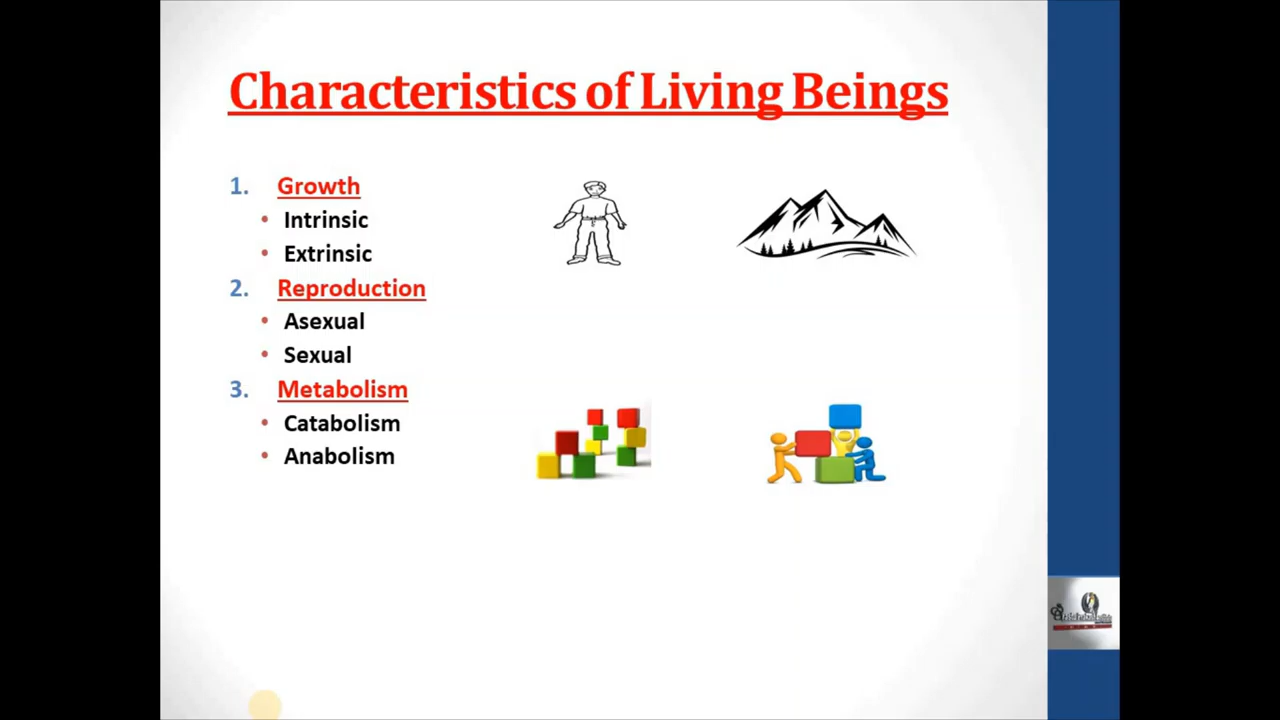 Characteristics of Living Beings
1. Growth
• Intrinsic
• Extrinsic
2. Reproduction
• Asexual
• Sexual
3. Metabolism
• Catabolism
• Anabolism